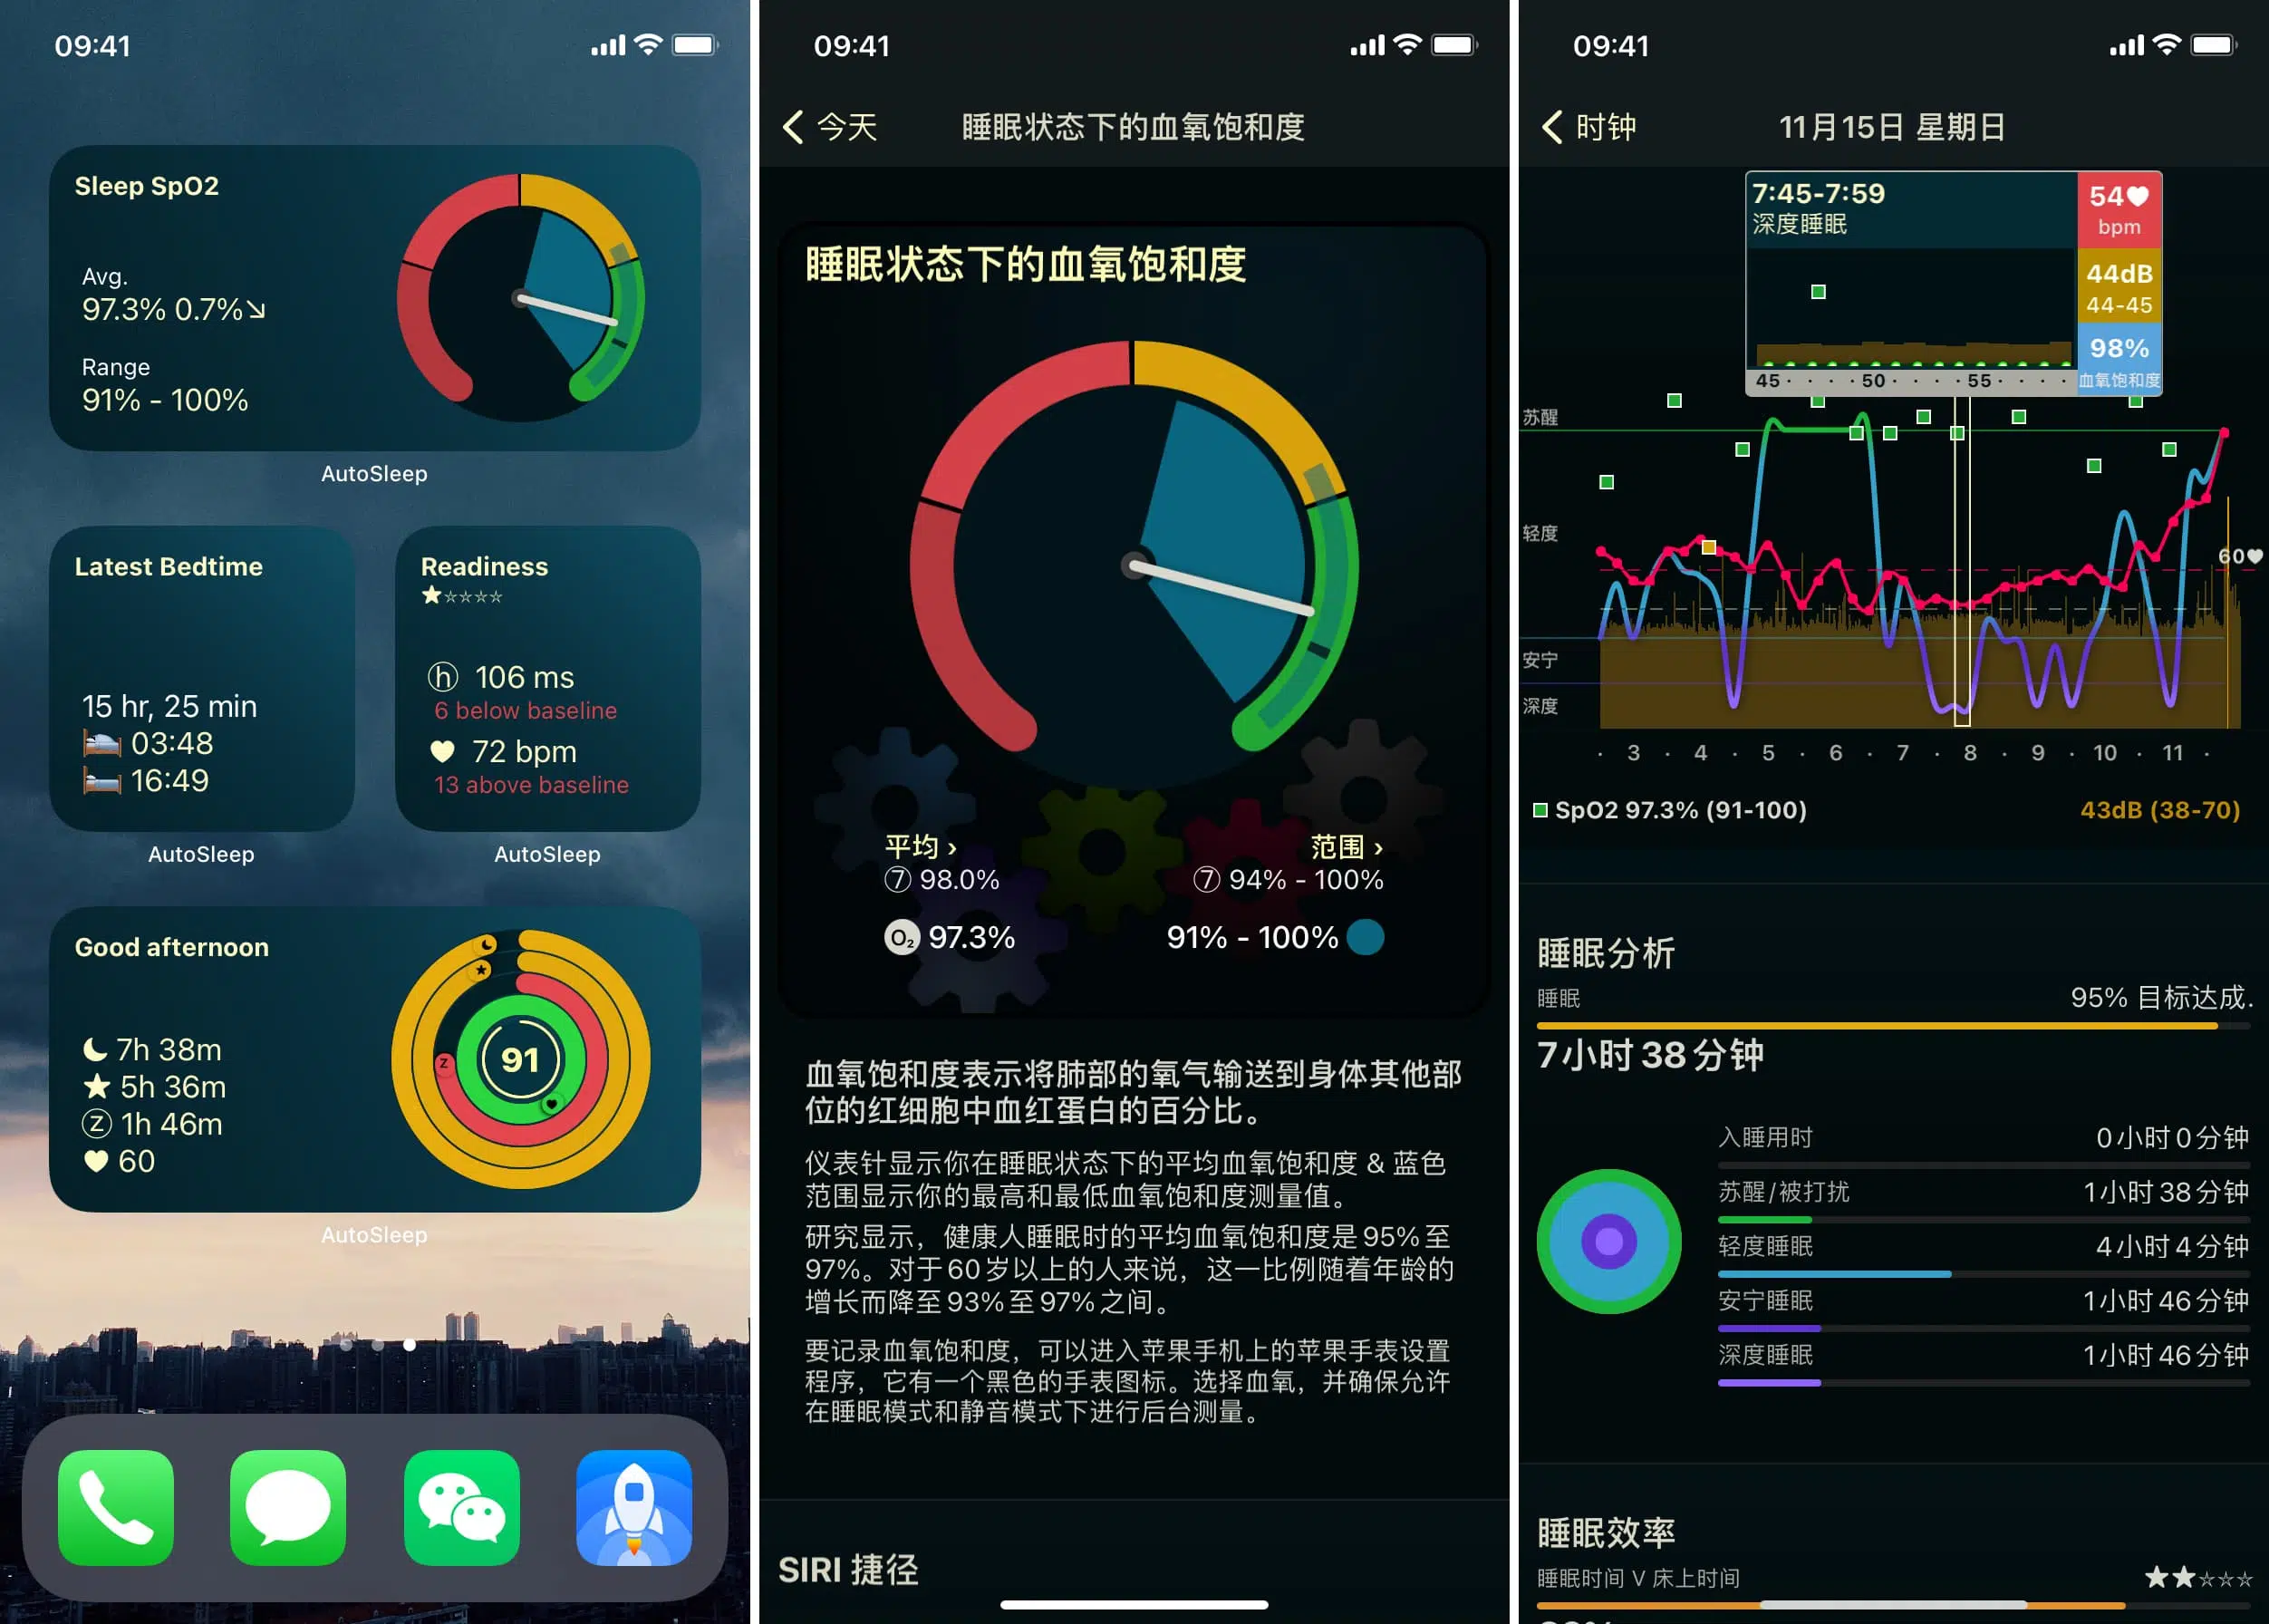 09:41
Sleep SpO2
Avg.
97.3% 0.7%↘
Range
91% - 100%
AutoSleep
Latest Bedtime
15 hr, 25 min
03:48
16:49
AutoSleep
Readiness
★☆☆☆☆
ⓗ 106 ms
6 below baseline
72 bpm
13 above baseline
AutoSleep
Good afternoon
7h 38m
★ 5h 36m
Ⓩ 1h 46m
♥ 60
Z
91
AutoSleep
09:41
今天
睡眠状态下的血氧饱和度
睡眠状态下的血氧饱和度
平均 ›
⑦ 98.0%
O₂ 97.3%
范围 ›
⑦ 94% - 100%
91% - 100%
血氧饱和度表示将肺部的氧气输送到身体其他部
位的红细胞中血红蛋白的百分比。
仪表针显示你在睡眠状态下的平均血氧饱和度 & 蓝色
范围显示你的最高和最低血氧饱和度测量值。
研究显示，健康人睡眠时的平均血氧饱和度是 95% 至
97%。对于 60 岁以上的人来说，这一比例随着年龄的
增长而降至 93% 至 97% 之间。
要记录血氧饱和度，可以进入苹果手机上的苹果手表设置
程序，它有一个黑色的手表图标。选择血氧，并确保允许
在睡眠模式和静音模式下进行后台测量。
SIRI 捷径
09:41
时钟
11月15日 星期日
7:45-7:59
深度睡眠
54♥
bpm
44dB
44-45
98%
血氧饱和度
45 · · · · 50 · · · · 55 · · · ·
苏醒
轻度
60♥
安宁
深度
· 3 · 4 · 5 · 6 · 7 · 8 · 9 · 10 · 11 ·
SpO2 97.3% (91-100)
43dB (38-70)
睡眠分析
睡眠
95% 目标达成.
7小时 38 分钟
入睡用时
0 小时 0 分钟
苏醒/被打扰
1 小时 38 分钟
轻度睡眠
4 小时 4 分钟
安宁睡眠
1 小时 46 分钟
深度睡眠
1 小时 46 分钟
睡眠效率
睡眠时间 V 床上时间
★★☆☆☆